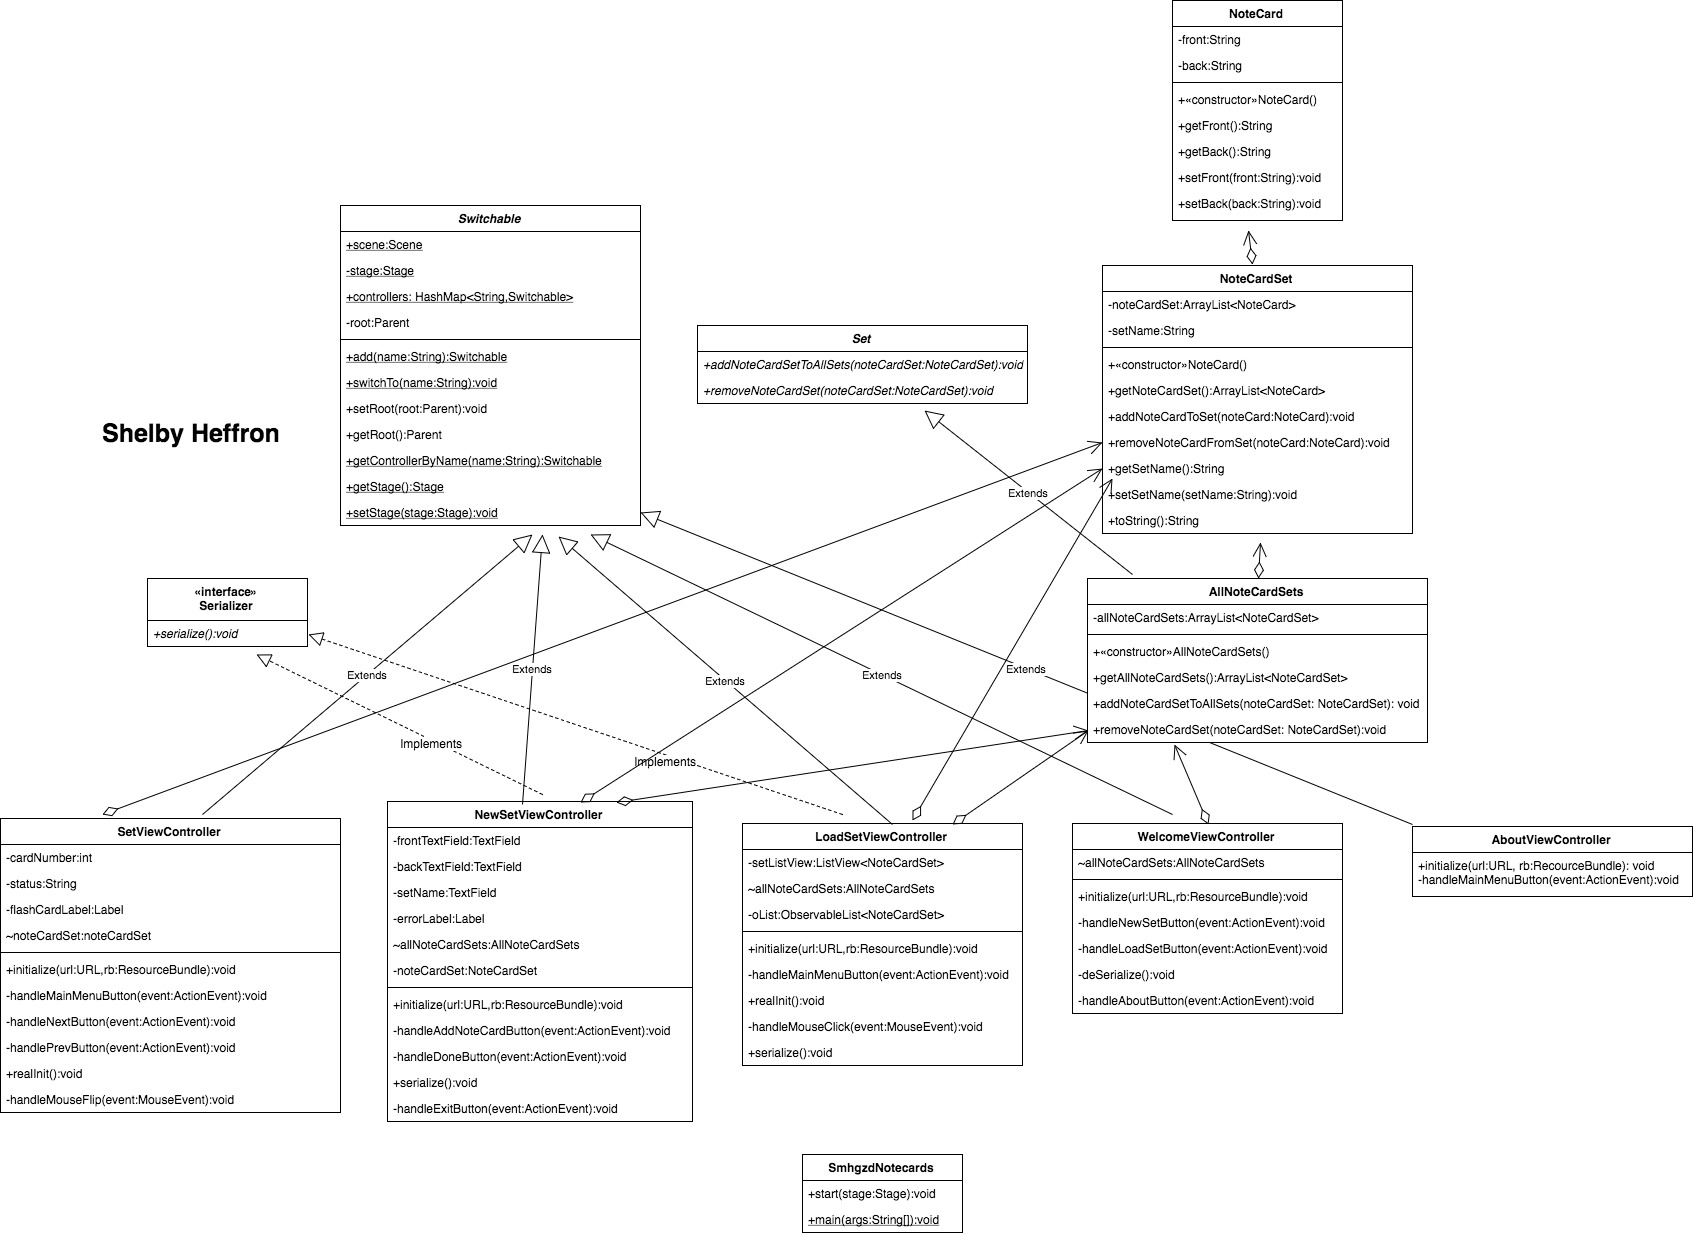 NoteCard
-front:String
-back:String
+«constructor»NoteCard()
+getFront():String
+getBack():String
+setFront(front:String):void
+setBack(back:String):void
Switchable
+scene:Scene
-stage:Stage
+controllers: HashMap<String,Switchable>
-root:Parent
+add(name:String):Switchable
+switchTo(name:String):void
+setRoot(root:Parent):void
+getRoot():Parent
+getControllerByName(name:String):Switchable
+getStage():Stage
+setStage(stage:Stage):void
Set
+addNoteCardSetToAllSets(noteCardSet:NoteCardSet):void
+removeNoteCardSet(noteCardSet:NoteCardSet):void
NoteCardSet
-noteCardSet:ArrayList<NoteCard>
-setName:String
+«constructor»NoteCard()
+getNoteCardSet():ArrayList<NoteCard>
+addNoteCardToSet(noteCard:NoteCard):void
+removeNoteCardFromSet(noteCard:NoteCard):void
+getSetName():String
+setSetName(setName:String):void
+toString():String
Shelby Heffron
Extends
«interface»
Serializer
+serialize():void
AllNoteCardSets
-allNoteCardSets:ArrayList<NoteCardSet>
+«constructor»AllNoteCardSets()
+getAllNoteCardSets():ArrayList<NoteCardSet>
+addNoteCardSetToAllSets(noteCardSet: NoteCardSet): void
+removeNoteCardSet(noteCardSet: NoteCardSet):void
Extends
Extends
Extends
Extends
Extends
Implements
Implements
SetViewController
-cardNumber:int
-status:String
-flashCardLabel:Label
~noteCardSet:noteCardSet
+initialize(url:URL,rb:ResourceBundle):void
-handleMainMenuButton(event:ActionEvent):void
-handleNextButton(event:ActionEvent):void
-handlePrevButton(event:ActionEvent):void
+realInit():void
-handleMouseFlip(event:MouseEvent):void
NewSetViewController
-frontTextField:TextField
-backTextField:TextField
-setName:TextField
-errorLabel:Label
~allNoteCardSets:AllNoteCardSets
-noteCardSet:NoteCardSet
+initialize(url:URL,rb:ResourceBundle):void
-handleAddNoteCardButton(event:ActionEvent):void
-handleDoneButton(event:ActionEvent):void
+serialize():void
-handleExitButton(event:ActionEvent):void
LoadSetViewController
-setListView:ListView<NoteCardSet>
~allNoteCardSets:AllNoteCardSets
-oList:ObservableList<NoteCardSet>
+initialize(url:URL,rb:ResourceBundle):void
-handleMainMenuButton(event:ActionEvent):void
+realInit():void
-handleMouseClick(event:MouseEvent):void
+serialize():void
WelcomeViewController
~allNoteCardSets:AllNoteCardSets
+initialize(url:URL,rb:ResourceBundle):void
-handleNewSetButton(event:ActionEvent):void
-handleLoadSetButton(event:ActionEvent):void
-deSerialize():void
-handleAboutButton(event:ActionEvent):void
AboutViewController
+initialize(url:URL, rb:RecourceBundle): void
-handleMainMenuButton(event:ActionEvent):void
SmhgzdNotecards
+start(stage:Stage):void
+main(args:String[]):void